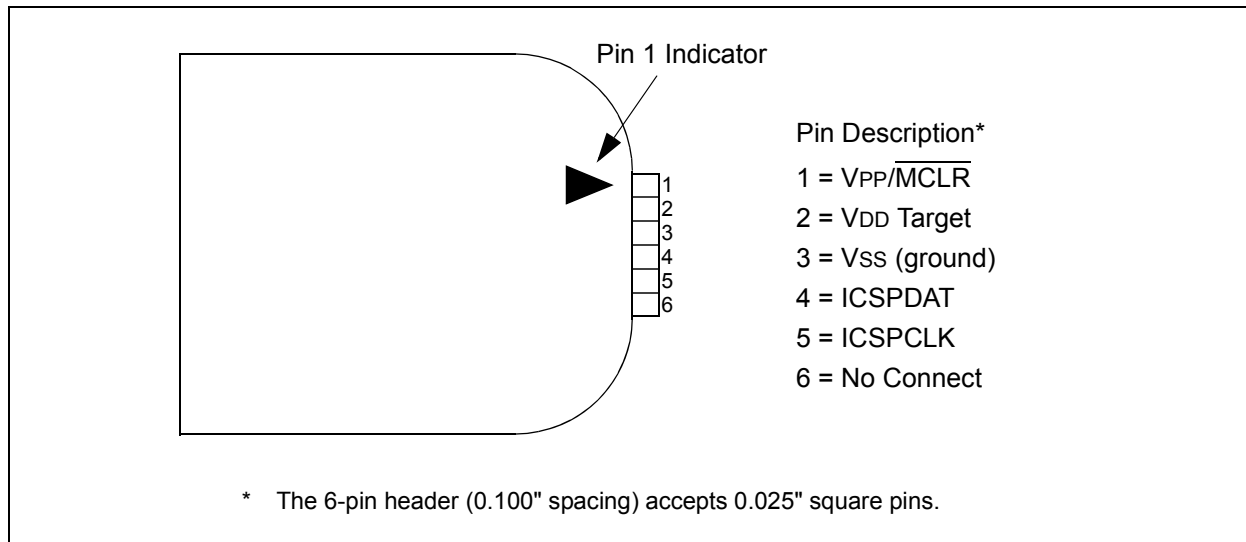 Pin 1 Indicator
1
2
3
4
5
6
Pin Description*
1 = VPP/M̅C̅L̅R̅
2 = VDD Target
3 = VSS (ground)
4 = ICSPDAT
5 = ICSPCLK
6 = No Connect
* The 6-pin header (0.100" spacing) accepts 0.025" square pins.